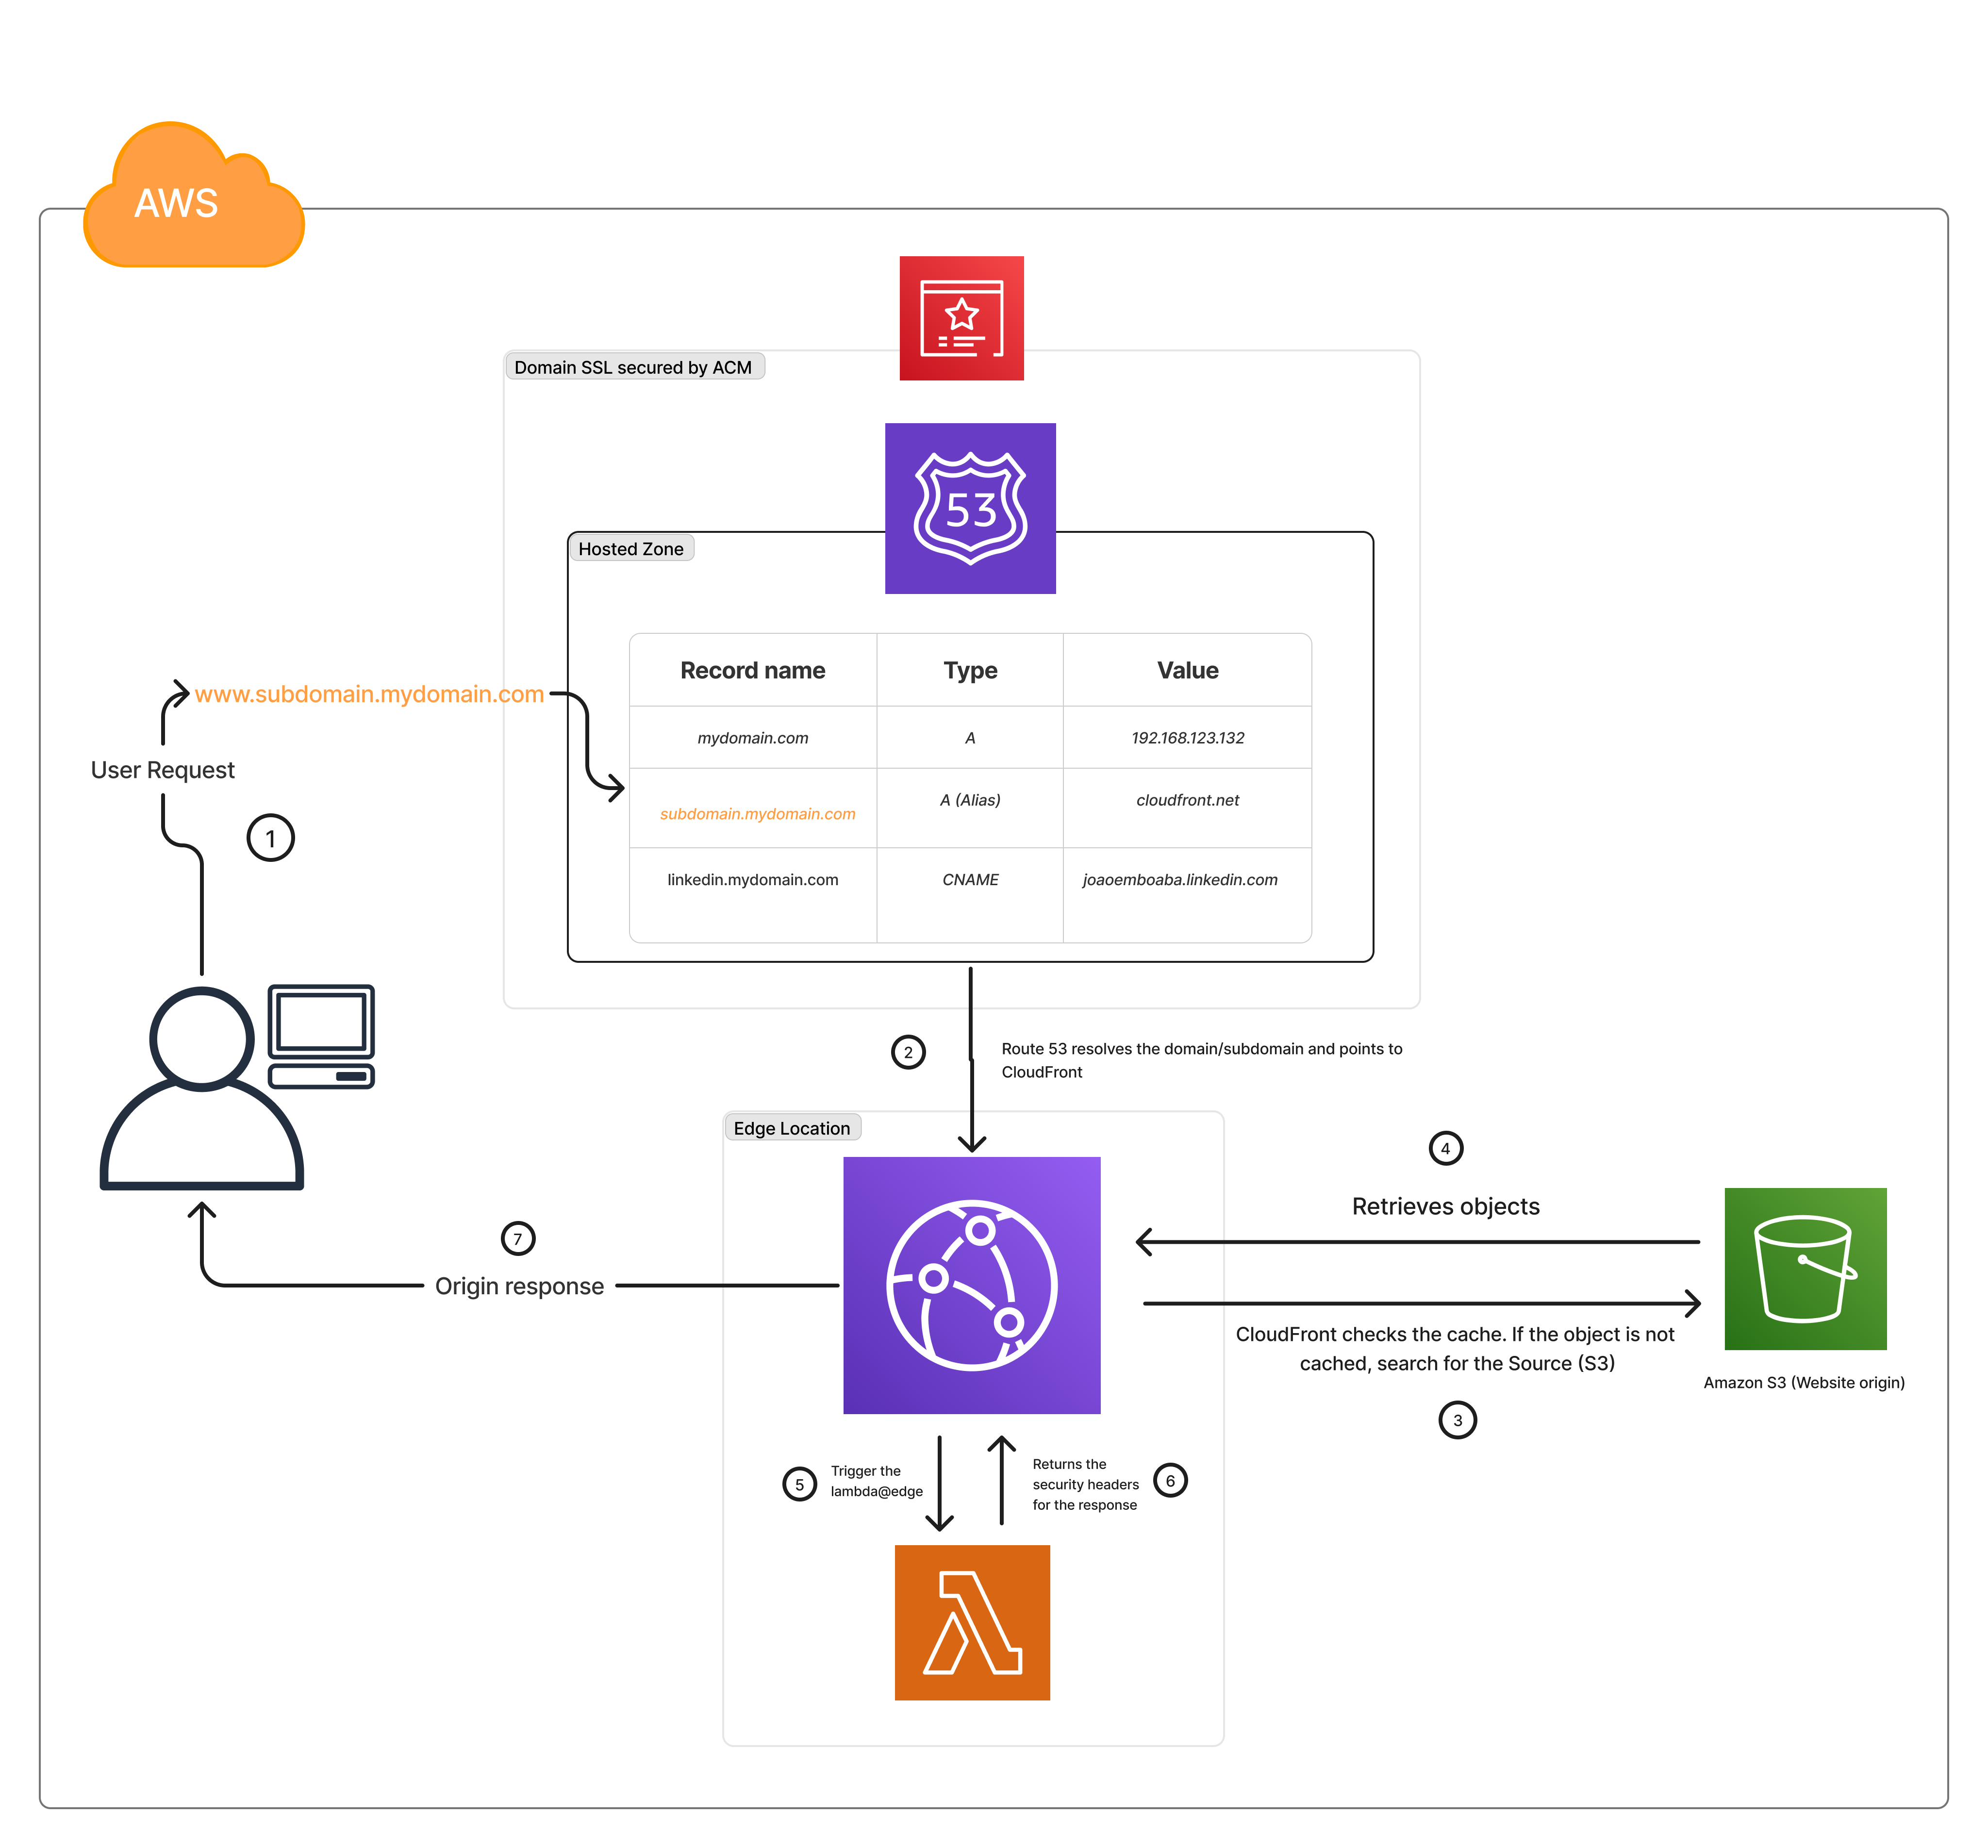 AWS
Domain SSL secured by ACM
53
Hosted Zone
Record name Type Value
mydomain.com A 192.168.123.132
subdomain.mydomain.com A (Alias) cloudfront.net
linkedin.mydomain.com CNAME joaoemboaba.linkedin.com
www.subdomain.mydomain.com
User Request
1
2
Route 53 resolves the domain/subdomain and points to
CloudFront
Edge Location
4
Retrieves objects
7
Origin response
CloudFront checks the cache. If the object is not
cached, search for the Source (S3)
3
Amazon S3 (Website origin)
5
Trigger the
lambda@edge
Returns the
security headers
for the response
6